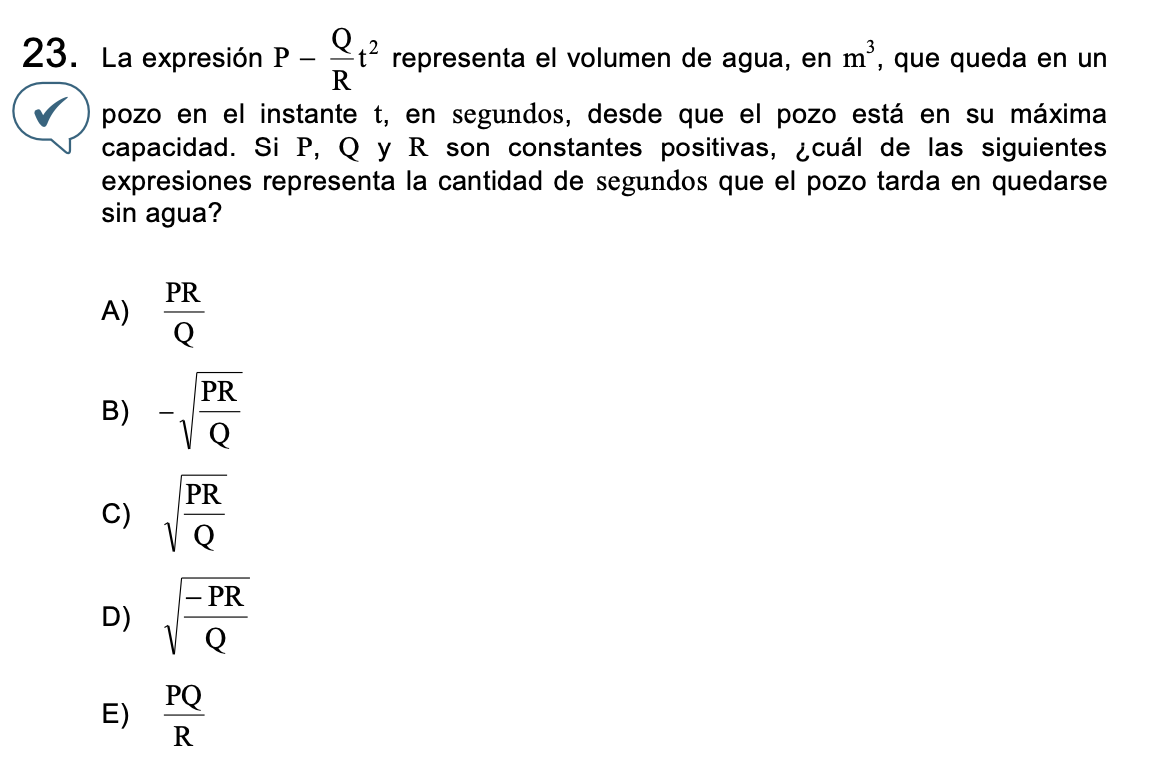 23. La expresión P − Q/R t² representa el volumen de agua, en m³, que queda en un
pozo en el instante t, en segundos, desde que el pozo está en su máxima
capacidad. Si P, Q y R son constantes positivas, ¿cuál de las siguientes
expresiones representa la cantidad de segundos que el pozo tarda en quedarse
sin agua?
A) PR/Q
B) −√(PR/Q)
C) √(PR/Q)
D) √(−PR/Q)
E) PQ/R